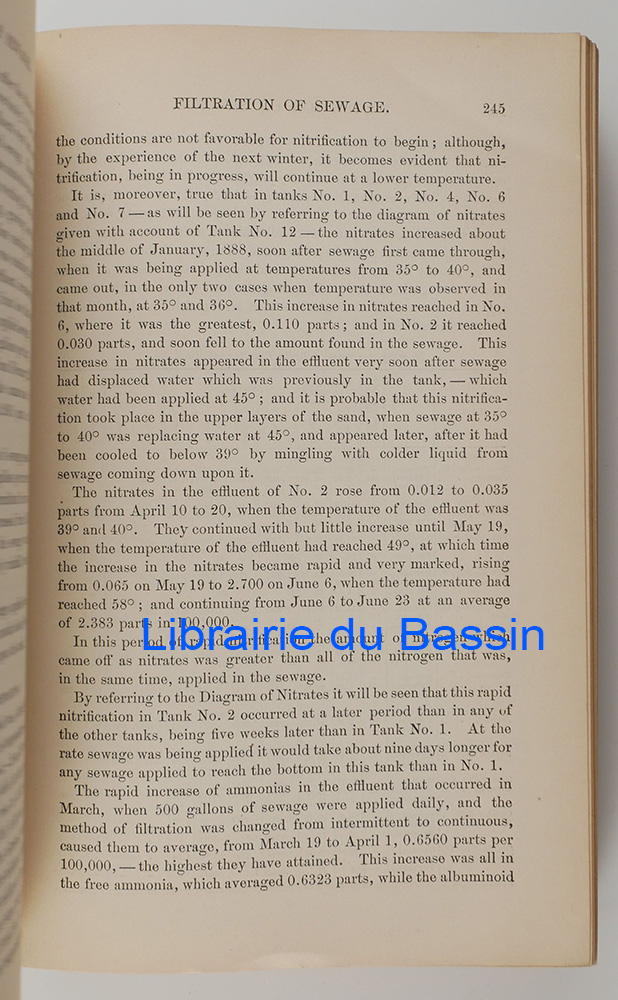 FILTRATION OF SEWAGE. 245
the conditions are not favorable for nitrification to begin; although,
by the experience of the next winter, it becomes evident that ni-
trification, being in progress, will continue at a lower temperature.
It is, moreover, true that in tanks No. 1, No. 2, No. 4, No. 6
and No. 7 — as will be seen by referring to the diagram of nitrates
given with account of Tank No. 12 — the nitrates increased about
the middle of January, 1888, soon after sewage first came through,
when it was being applied at temperatures from 35° to 40°, and
came out, in the only two cases when temperature was observed in
that month, at 35° and 36°. This increase in nitrates reached in No.
6, where it was the greatest, 0.110 parts; and in No. 2 it reached
0.030 parts, and soon fell to the amount found in the sewage. This
increase in nitrates appeared in the effluent very soon after sewage
had displaced water which was previously in the tank, — which
water had been applied at 45°; and it is probable that this nitrifica-
tion took place in the upper layers of the sand, when sewage at 35°
to 40° was replacing water at 45°, and appeared later, after it had
been cooled to below 39° by mingling with colder liquid from
sewage coming down upon it.
The nitrates in the effluent of No. 2 rose from 0.012 to 0.035
parts from April 10 to 20, when the temperature of the effluent was
39° and 40°. They continued with but little increase until May 19,
when the temperature of the effluent had reached 49°, at which time
the increase in the nitrates became rapid and very marked, rising
from 0.065 on May 19 to 2.700 on June 6, when the temperature had
reached 58°; and continuing from June 6 to June 23 at an average
of 2.383 parts in 100,000.
Librairie du Bassin
In this period of rapid nitrification the amount of nitrogen which
came off as nitrates was greater than all of the nitrogen that was,
in the same time, applied in the sewage.
By referring to the Diagram of Nitrates it will be seen that this rapid
nitrification in Tank No. 2 occurred at a later period than in any of
the other tanks, being five weeks later than in Tank No. 1. At the
rate sewage was being applied it would take about nine days longer for
any sewage applied to reach the bottom in this tank than in No. 1.
The rapid increase of ammonias in the effluent that occurred in
March, when 500 gallons of sewage were applied daily, and the
method of filtration was changed from intermittent to continuous,
caused them to average, from March 19 to April 1, 0.6560 parts per
100,000, — the highest they have attained. This increase was all in
the free ammonia, which averaged 0.6323 parts, while the albuminoid